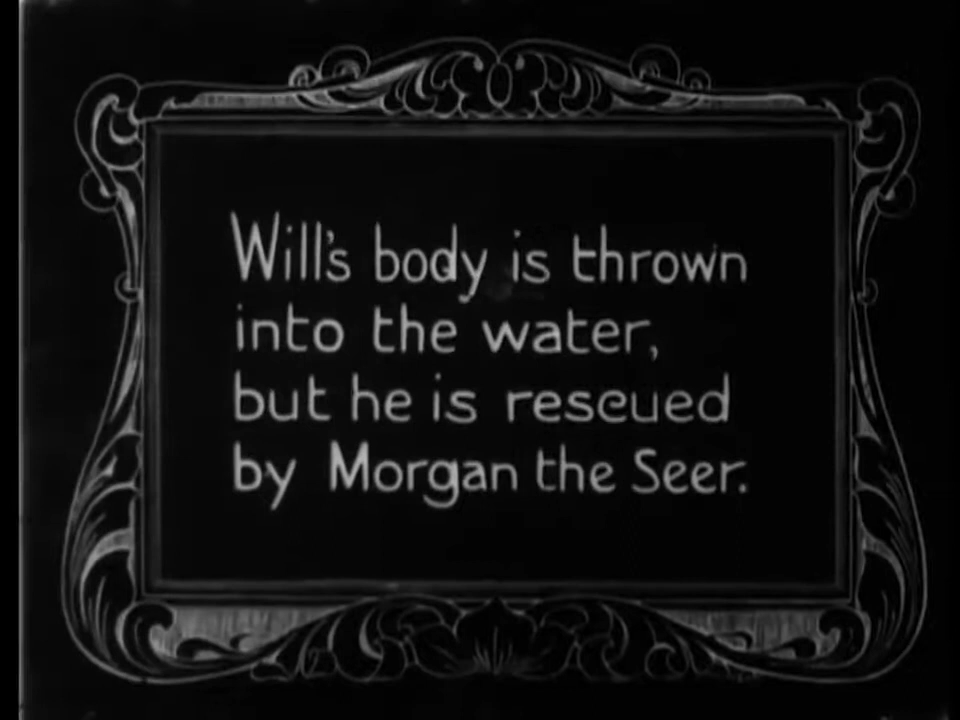 Will's body is thrown
into the water,
but he is rescued
by Morgan the Seer.